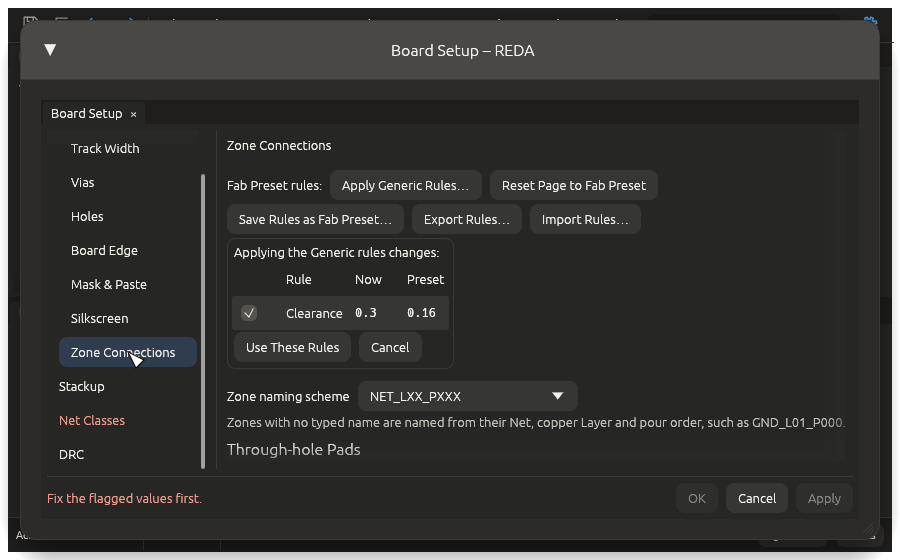 Board Setup – REDA
Board Setup ×
Track Width
Vias
Holes
Board Edge
Mask & Paste
Silkscreen
Zone Connections
Stackup
Net Classes
DRC
Zone Connections
Fab Preset rules: Apply Generic Rules... Reset Page to Fab Preset
Save Rules as Fab Preset... Export Rules... Import Rules...
Applying the Generic rules changes:
Rule Now Preset
Clearance 0.3 0.16
Use These Rules Cancel
Zone naming scheme NET_LXX_PXXX
Zones with no typed name are named from their Net, copper Layer and pour order, such as GND_L01_P000.
Through-hole Pads
Fix the flagged values first.
OK Cancel Apply